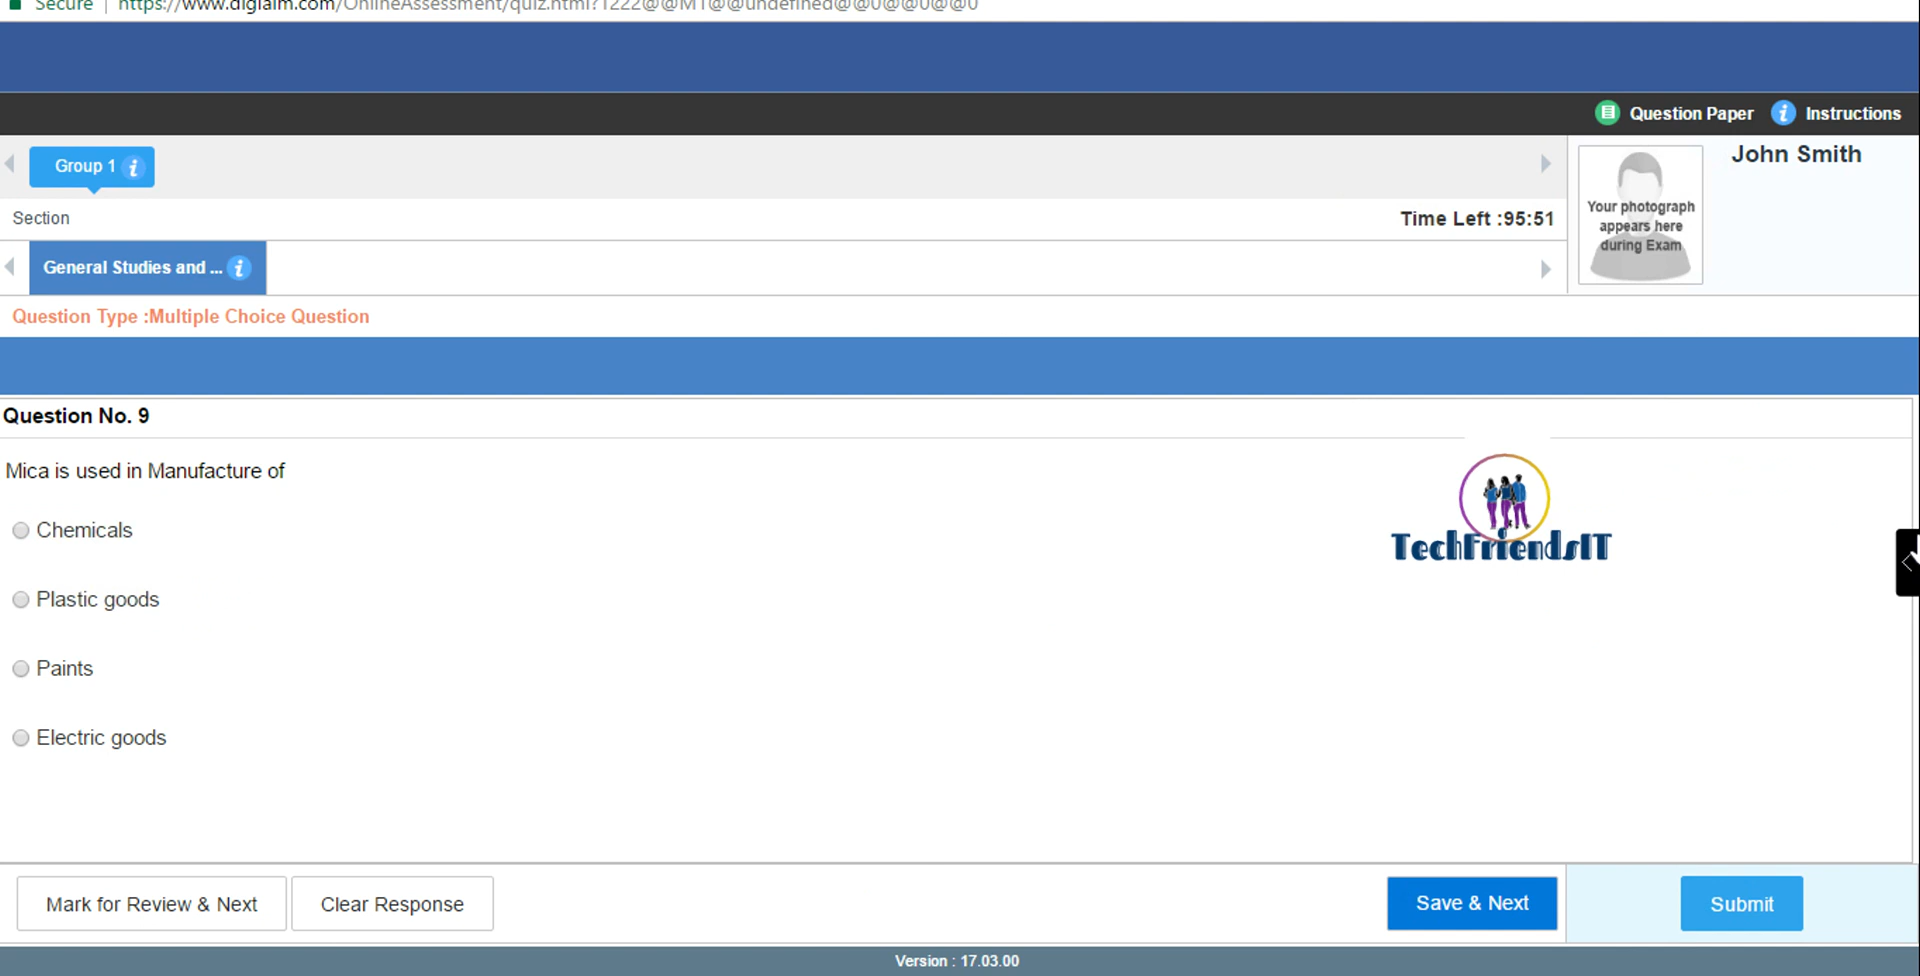 Secure | https://www.digialm.com/OnlineAssessment/quiz.html?1222@@M1@@undefined@@0@@0@@0
Question Paper
Instructions
Group 1
John Smith
Your photograph
appears here
during Exam
Section
Time Left :95:51
General Studies and ...
Question Type :Multiple Choice Question
Question No. 9
Mica is used in Manufacture of
TechFriendsIT
Chemicals
Plastic goods
Paints
Electric goods
Mark for Review & Next
Clear Response
Save & Next
Submit
Version : 17.03.00